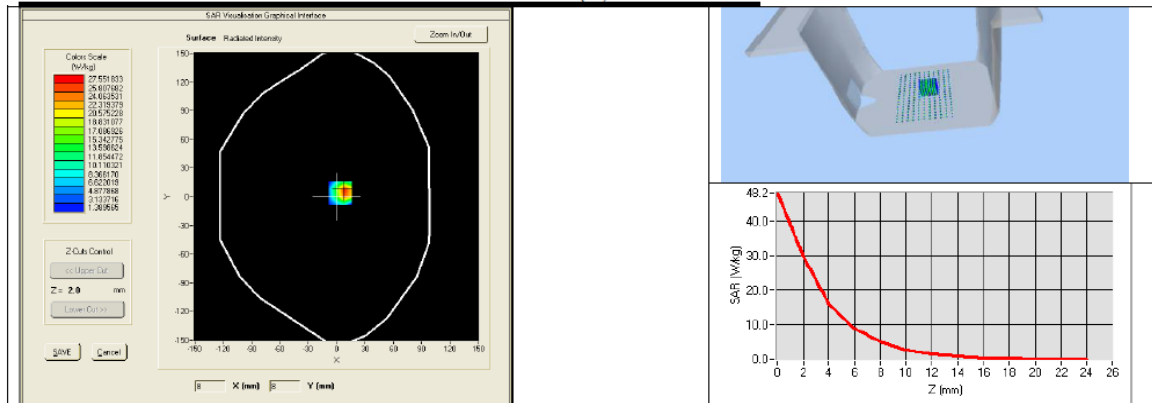 SAR Visualisation Graphical Interface
Surface Radiated Intensity
Zoom In/Out
Colors Scale
(W/kg)
27.551833
25.807682
24.063531
22.319379
20.575228
18.831077
17.086926
15.342775
13.598624
11.854472
10.110321
8.366170
6.622019
4.877868
3.133716
1.389565
150-
120-
90-
60-
30-
0-
-30-
-60-
-90-
-120-
-150-
Y
-150 -120 -90 -60 -30 0 30 60 90 120 150
X
Z-Cuts Control
<< Upper Cut
Z = 2.0 mm
Lower Cut >>
SAVE Cancel
8 X (mm) 8 Y (mm)
48.2-
40.0-
30.0-
20.0-
10.0-
0.0-
SAR (W/kg)
0 2 4 6 8 10 12 14 16 18 20 22 24 26
Z (mm)